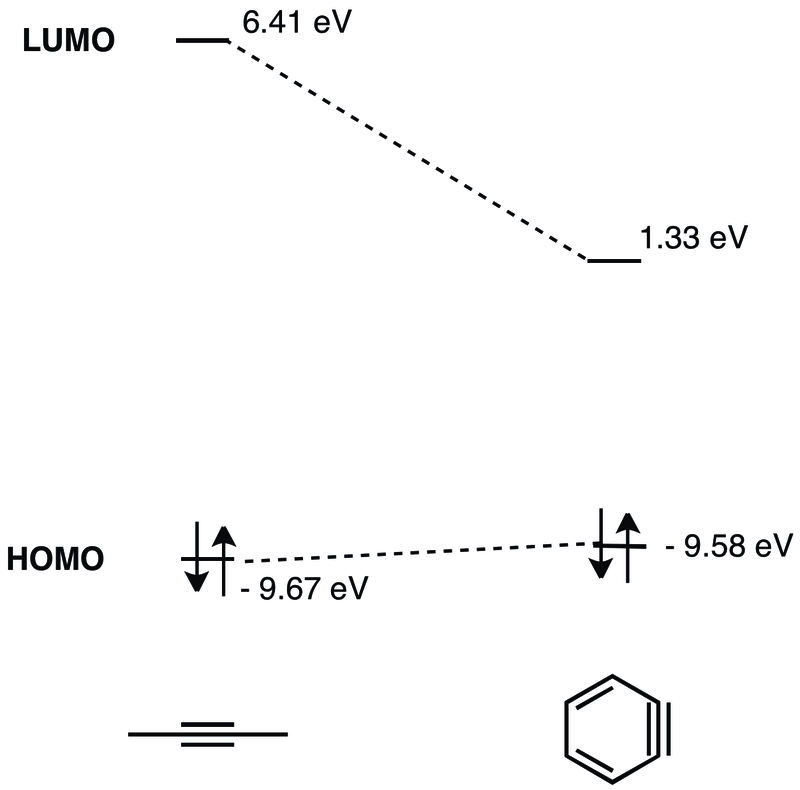 LUMO
6.41 eV
1.33 eV
HOMO
- 9.67 eV
- 9.58 eV